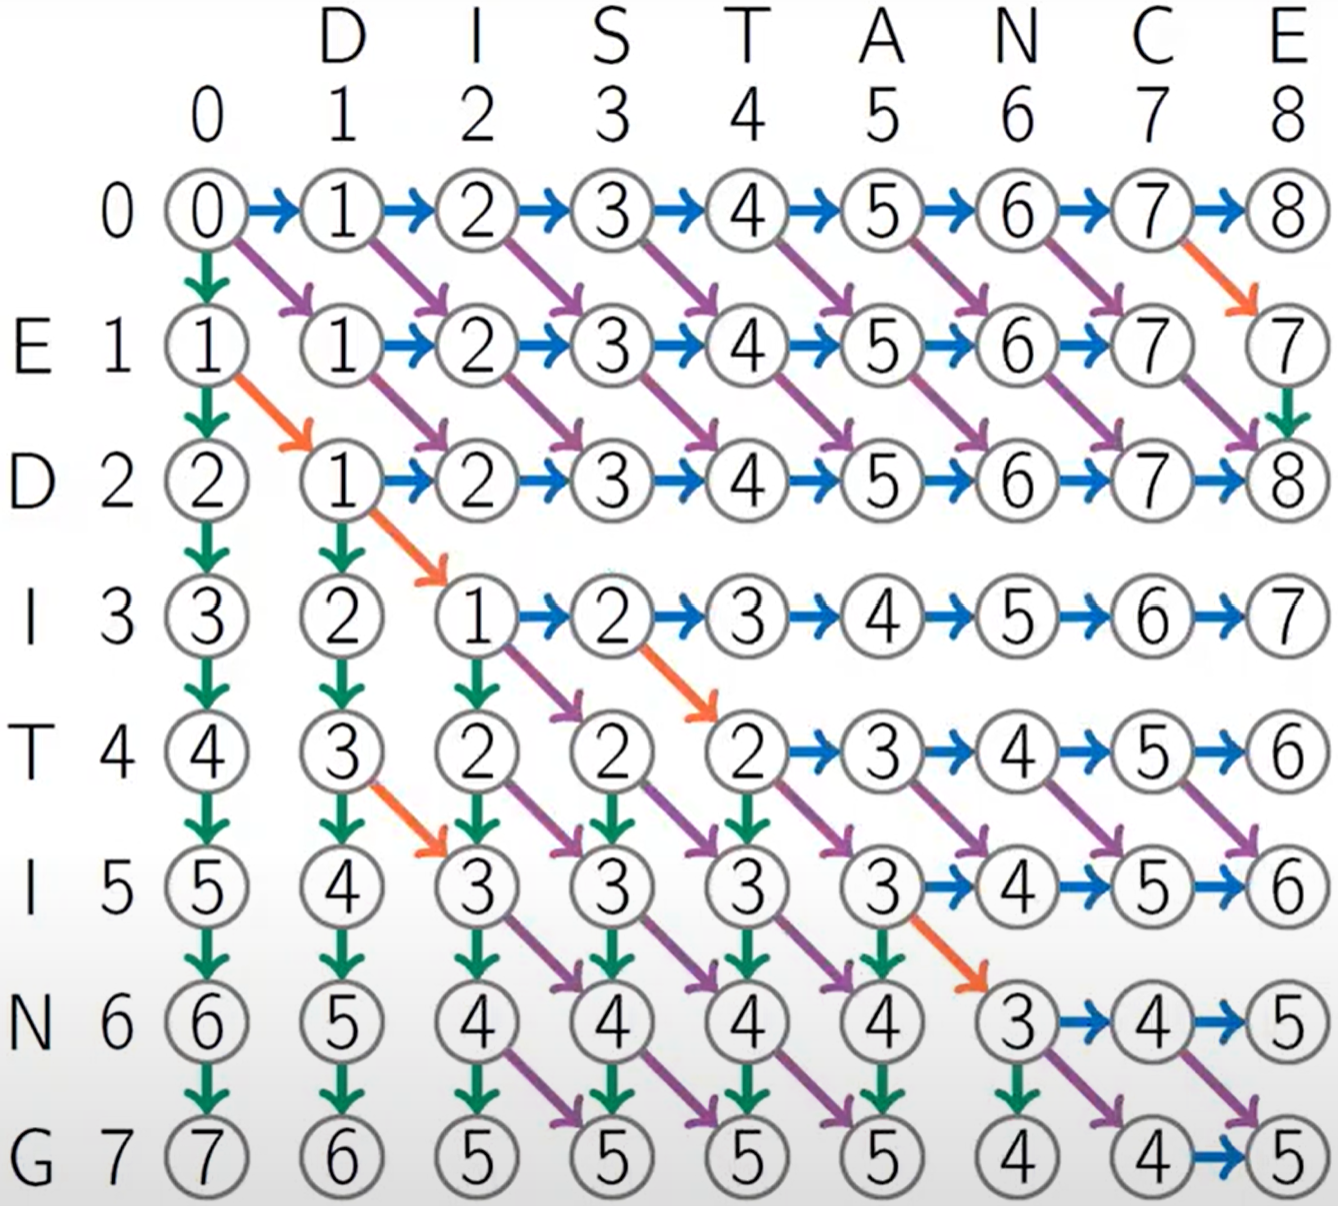 D I S T A N C E
0 1 2 3 4 5 6 7 8
0 0 1 2 3 4 5 6 7 8
E 1 1 1 2 3 4 5 6 7 7
D 2 2 1 2 3 4 5 6 7 8
I 3 3 2 1 2 3 4 5 6 7
T 4 4 3 2 2 2 3 4 5 6
I 5 5 4 3 3 3 3 4 5 6
N 6 6 5 4 4 4 4 3 4 5
G 7 7 6 5 5 5 5 4 4 5